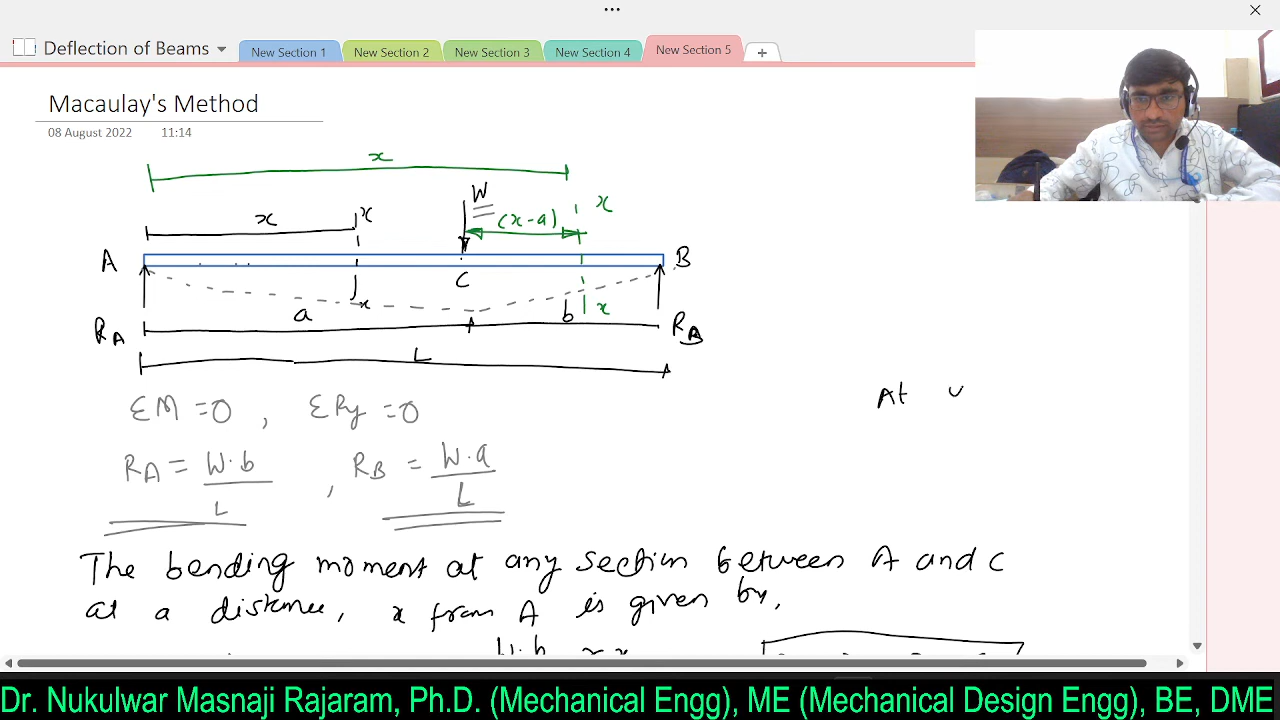 Deflection of Beams
New Section 1
New Section 2
New Section 3
New Section 4
New Section 5
Macaulay's Method
08 August 2022 11:14
x
W
x
x
x
(x-a)
A
B
C
x
x
a
b
RA
RB
L
ΣM = 0 , ΣFy = 0
At
RA = W·b / L , RB = W·a / L
The bending moment at any section between A and C
at a distance, x from A is given by,
Dr. Nukulwar Masnaji Rajaram, Ph.D. (Mechanical Engg), ME (Mechanical Design Engg), BE, DME